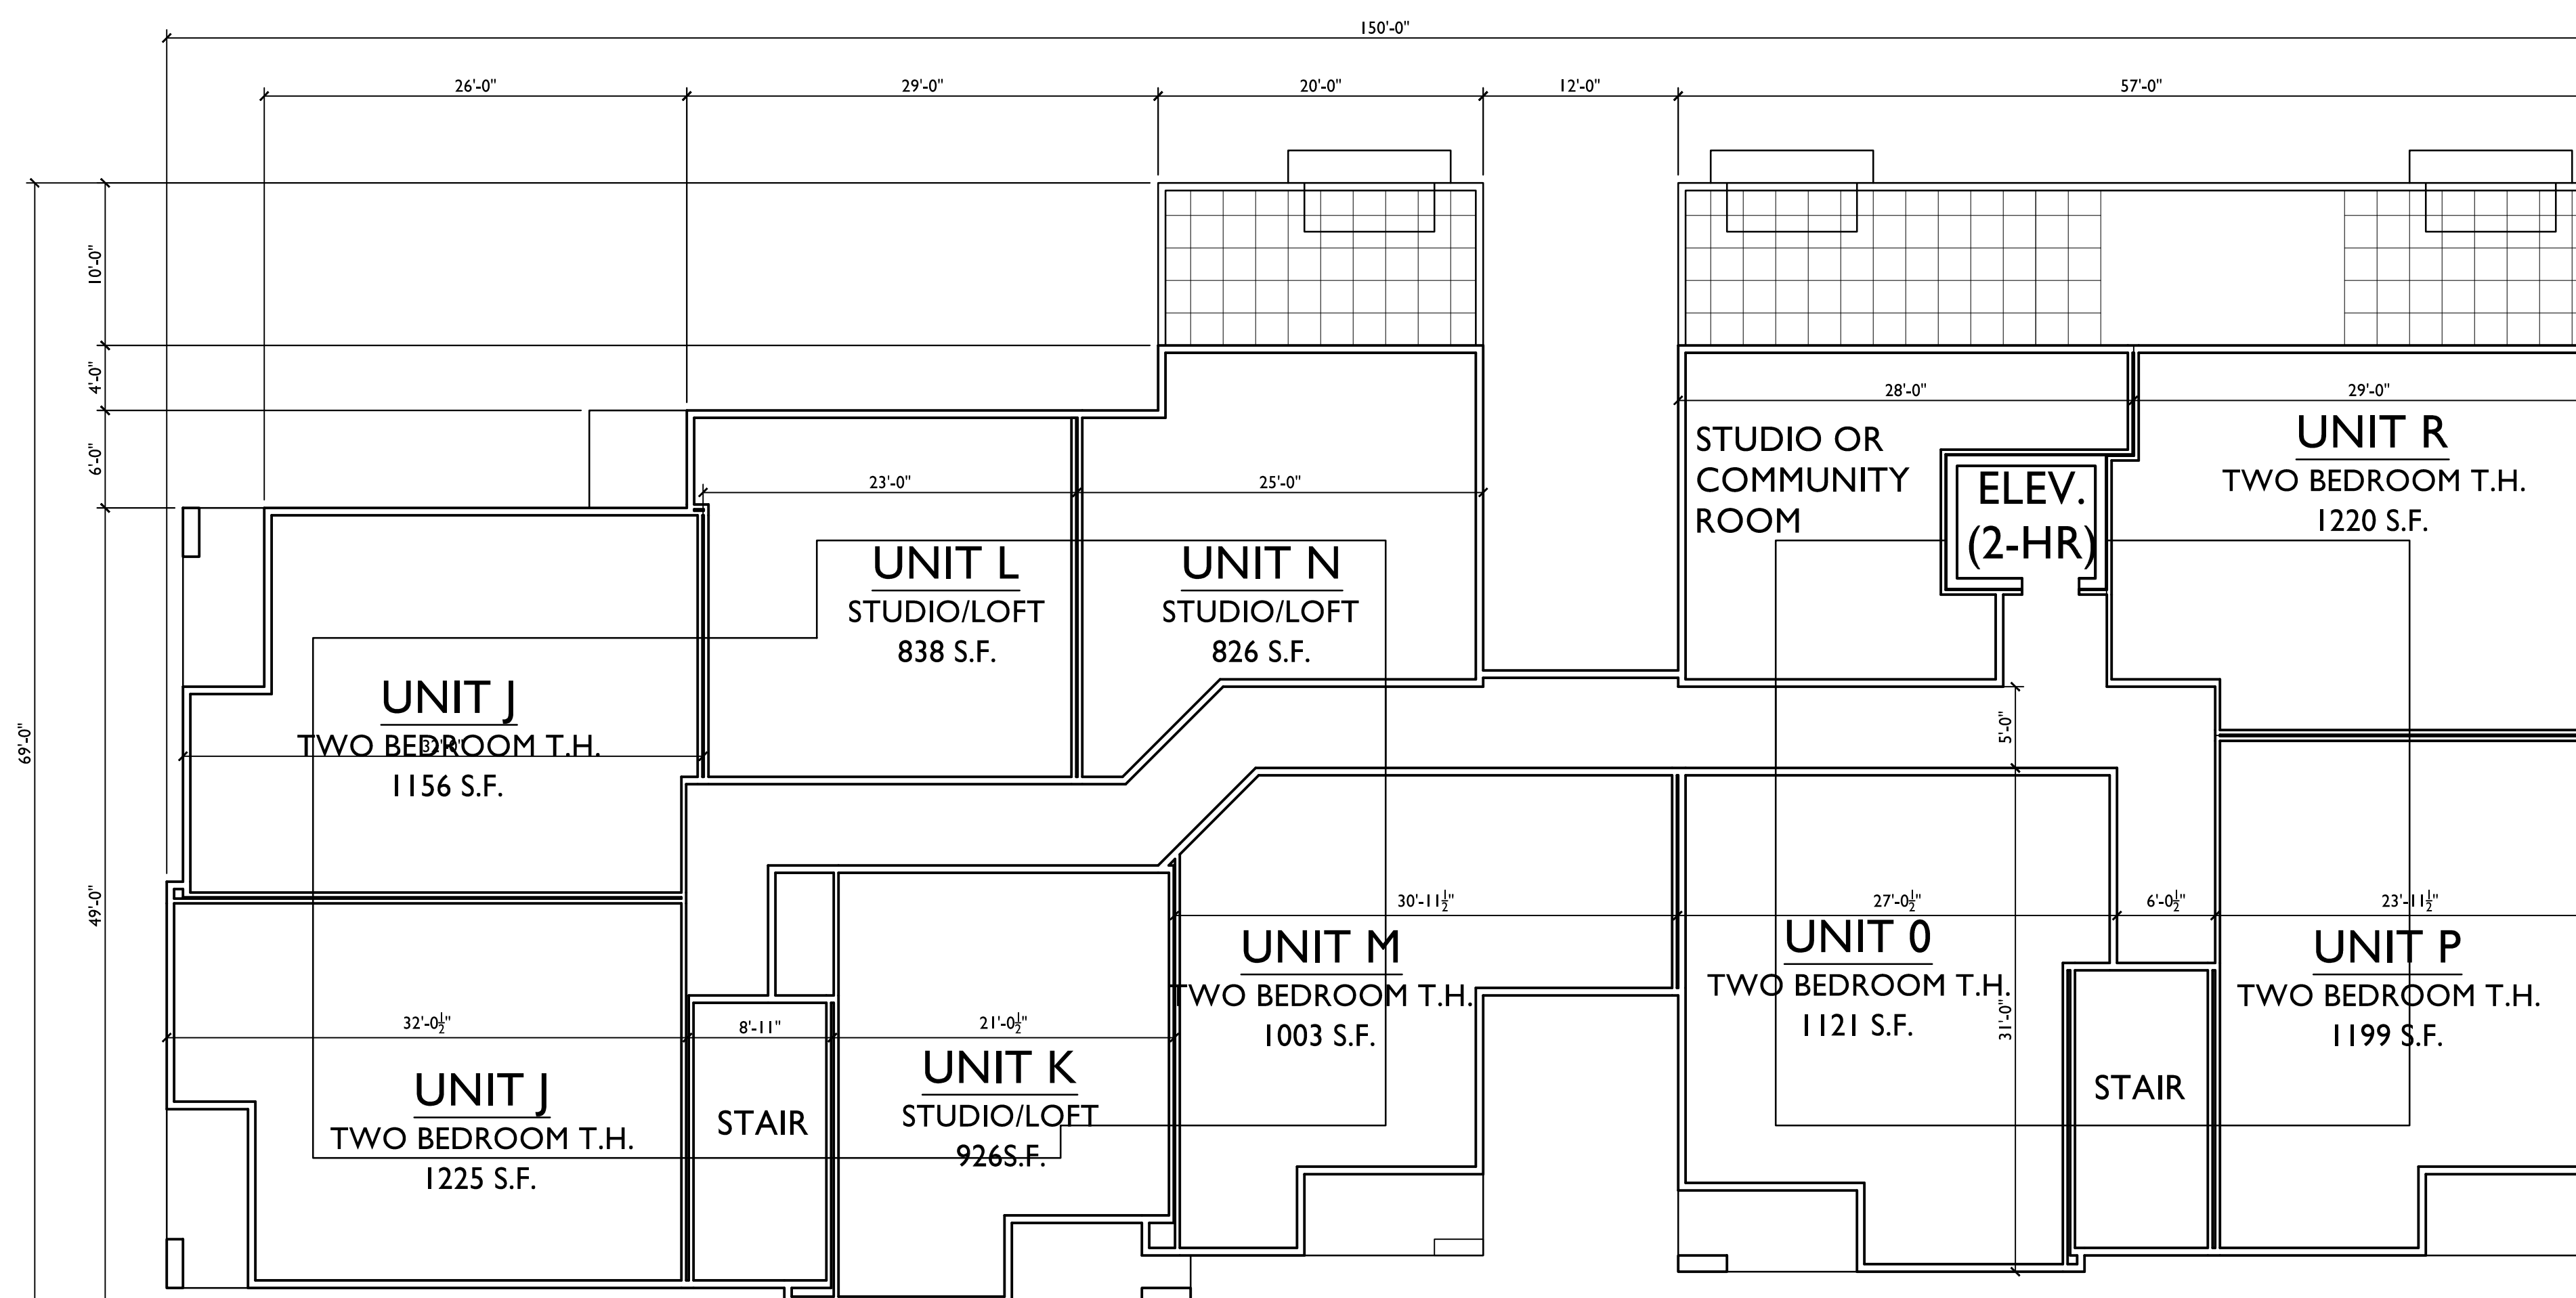 150'-0"
26'-0"
29'-0"
20'-0"
12'-0"
57'-0"
10'-0"
4'-0"
6'-0"
69'-0"
49'-0"
28'-0"
29'-0"
STUDIO OR
COMMUNITY
ROOM
ELEV.
(2-HR)
UNIT R
TWO BEDROOM T.H.
1220 S.F.
23'-0"
25'-0"
UNIT L
STUDIO/LOFT
838 S.F.
UNIT N
STUDIO/LOFT
826 S.F.
UNIT J
TWO BEDROOM T.H.
32'-0"
1156 S.F.
5'-0"
30'-11½"
27'-0½"
6'-0½"
23'-11½"
UNIT M
TWO BEDROOM T.H.
1003 S.F.
UNIT 0
TWO BEDROOM T.H.
1121 S.F.
31'-0"
UNIT P
TWO BEDROOM T.H.
1199 S.F.
32'-0½"
8'-11"
21'-0½"
UNIT J
TWO BEDROOM T.H.
1225 S.F.
STAIR
UNIT K
STUDIO/LOFT
926S.F.
STAIR